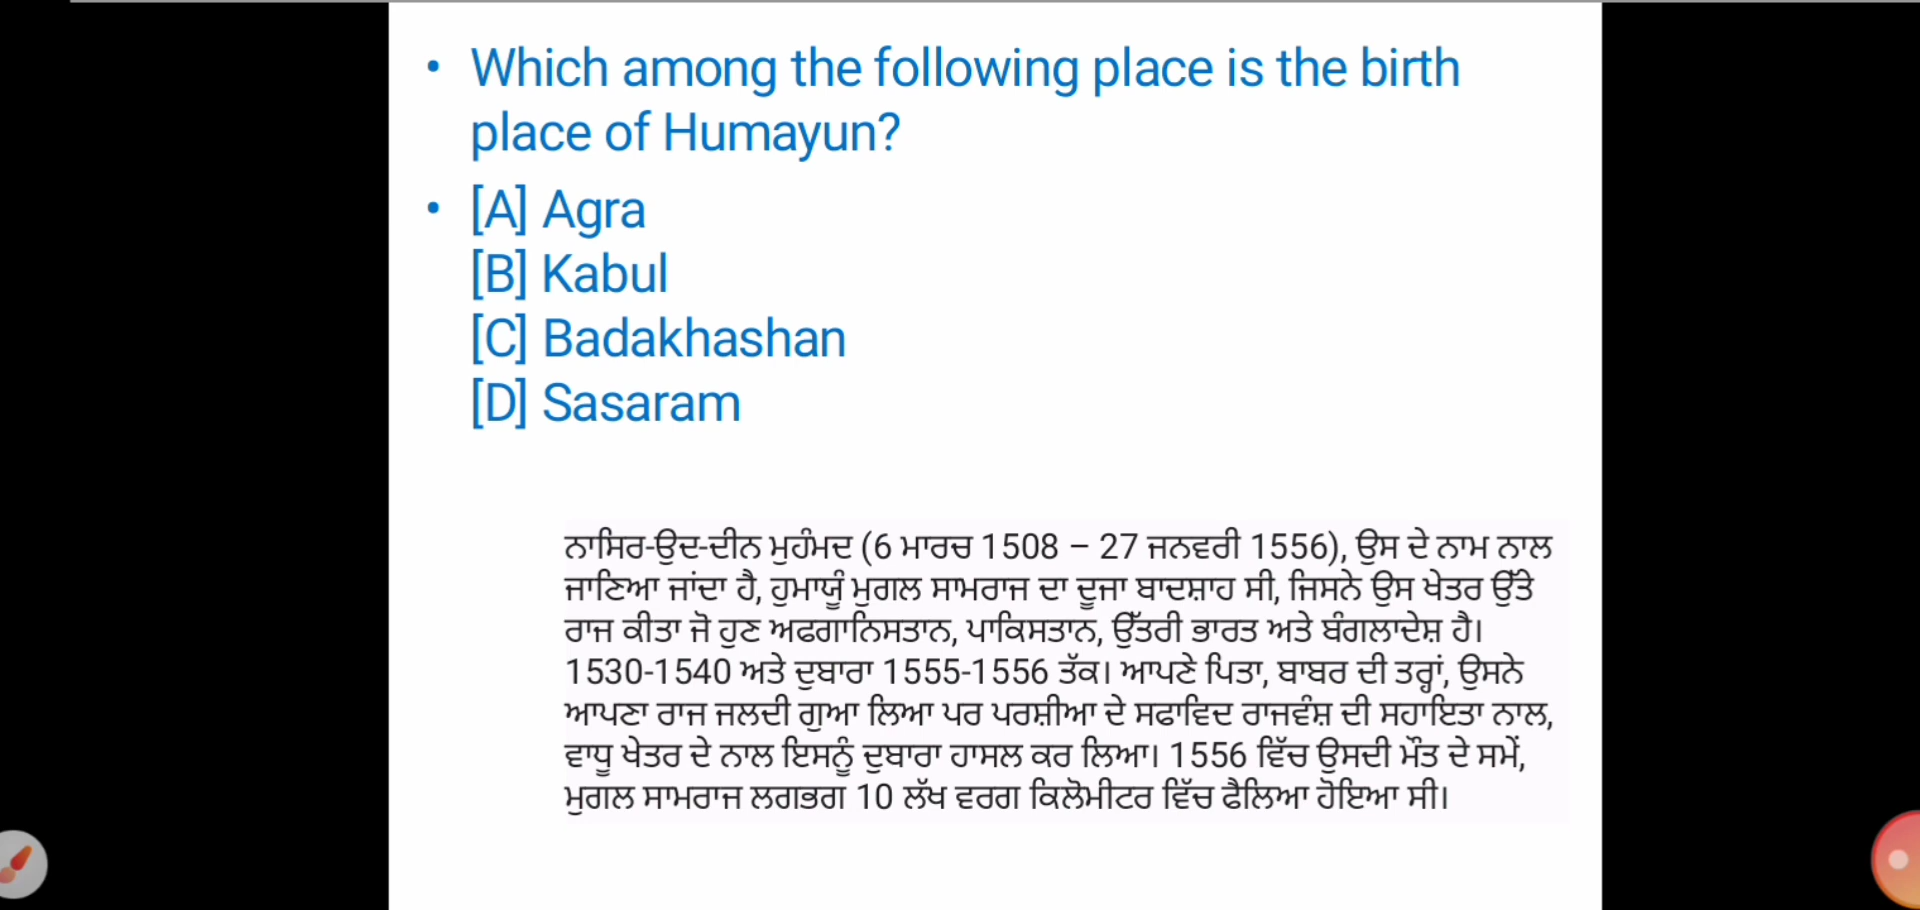 • Which among the following place is the birth
place of Humayun?
• [A] Agra
[B] Kabul
[C] Badakhashan
[D] Sasaram
ਨਾਸਿਰ-ਉਦ-ਦੀਨ ਮੁਹੰਮਦ (6 ਮਾਰਚ 1508 – 27 ਜਨਵਰੀ 1556), ਉਸ ਦੇ ਨਾਮ ਨਾਲ
ਜਾਣਿਆ ਜਾਂਦਾ ਹੈ, ਹੁਮਾਯੂੰ ਮੁਗਲ ਸਾਮਰਾਜ ਦਾ ਦੂਜਾ ਬਾਦਸ਼ਾਹ ਸੀ, ਜਿਸਨੇ ਉਸ ਖੇਤਰ ਉੱਤੇ
ਰਾਜ ਕੀਤਾ ਜੋ ਹੁਣ ਅਫਗਾਨਿਸਤਾਨ, ਪਾਕਿਸਤਾਨ, ਉੱਤਰੀ ਭਾਰਤ ਅਤੇ ਬੰਗਲਾਦੇਸ਼ ਹੈ।
1530-1540 ਅਤੇ ਦੁਬਾਰਾ 1555-1556 ਤੱਕ। ਆਪਣੇ ਪਿਤਾ, ਬਾਬਰ ਦੀ ਤਰ੍ਹਾਂ, ਉਸਨੇ
ਆਪਣਾ ਰਾਜ ਜਲਦੀ ਗੁਆ ਲਿਆ ਪਰ ਪਰਸ਼ੀਆ ਦੇ ਸਫਾਵਿਦ ਰਾਜਵੰਸ਼ ਦੀ ਸਹਾਇਤਾ ਨਾਲ,
ਵਾਧੂ ਖੇਤਰ ਦੇ ਨਾਲ ਇਸਨੂੰ ਦੁਬਾਰਾ ਹਾਸਲ ਕਰ ਲਿਆ। 1556 ਵਿੱਚ ਉਸਦੀ ਮੌਤ ਦੇ ਸਮੇਂ,
ਮੁਗਲ ਸਾਮਰਾਜ ਲਗਭਗ 10 ਲੱਖ ਵਰਗ ਕਿਲੋਮੀਟਰ ਵਿੱਚ ਫੈਲਿਆ ਹੋਇਆ ਸੀ।